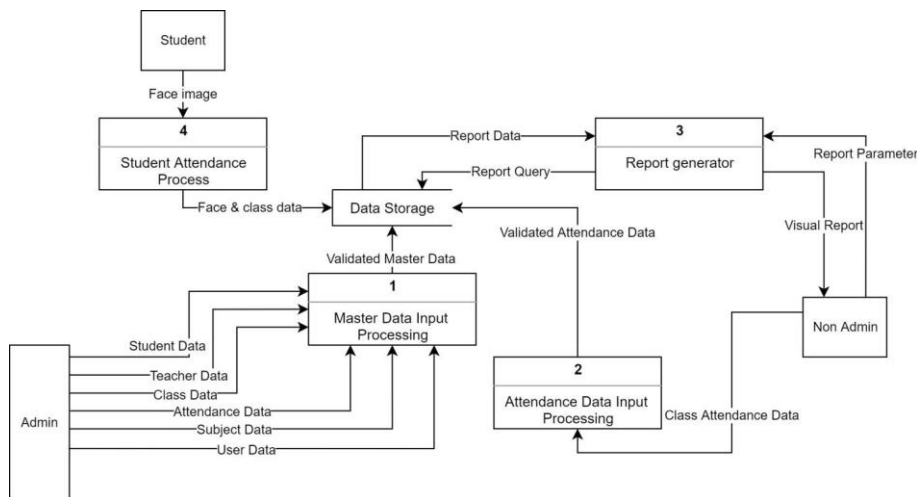 Student
Face image
4
Student Attendance
Process
Face & class data
Report Data
3
Report generator
Report Parameter
Report Query
Data Storage
Validated Attendance Data
Visual Report
Validated Master Data
1
Master Data Input
Processing
Non Admin
Student Data
Teacher Data
Class Data
Attendance Data
Subject Data
User Data
Admin
2
Attendance Data Input
Processing
Class Attendance Data